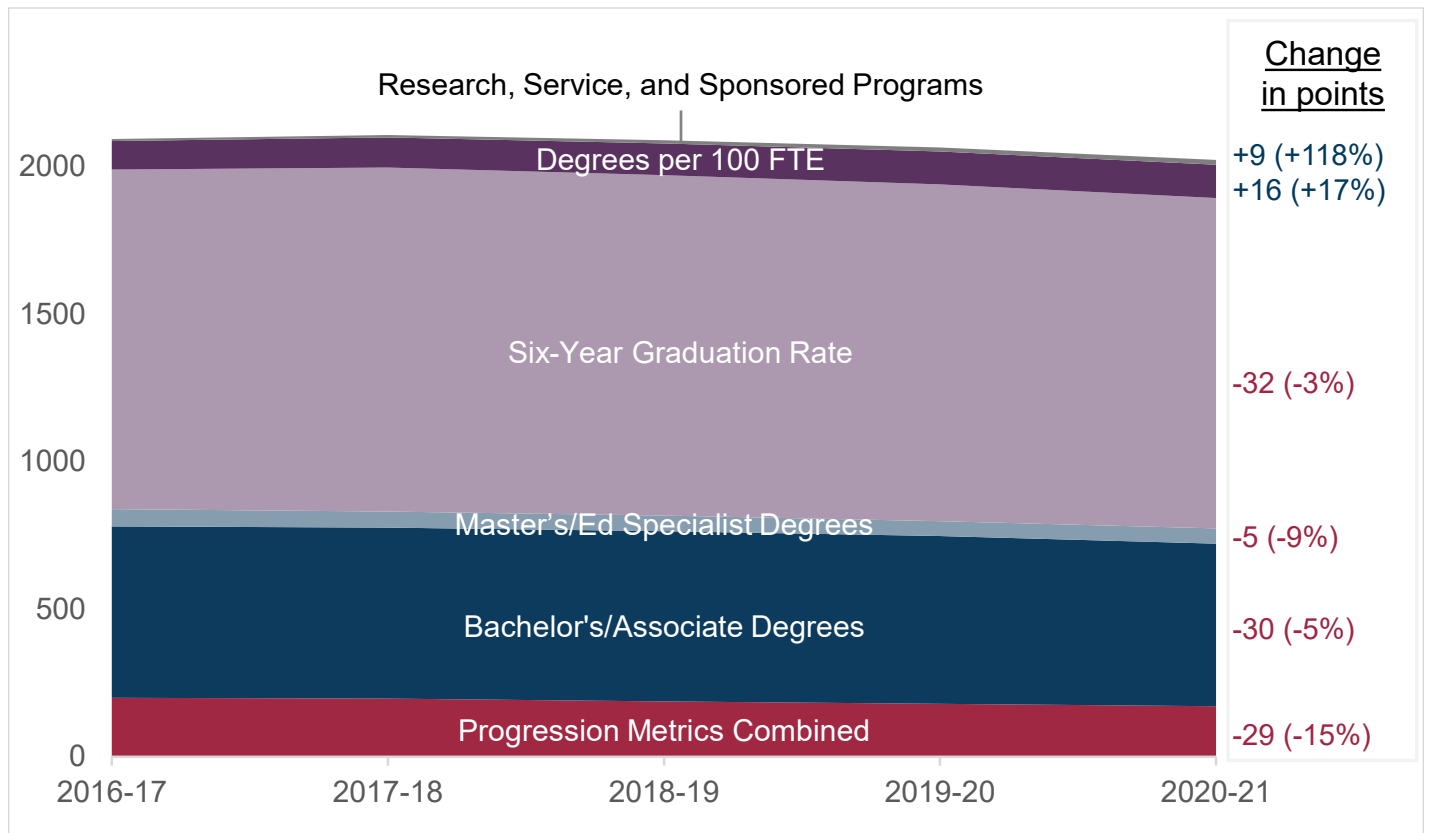 Change
in points
Research, Service, and Sponsored Programs
2000
Degrees per 100 FTE
+9 (+118%)
+16 (+17%)
1500
Six-Year Graduation Rate
-32 (-3%)
1000
Master’s/Ed Specialist Degrees
-5 (-9%)
500
Bachelor's/Associate Degrees
-30 (-5%)
Progression Metrics Combined
-29 (-15%)
0
2016-17
2017-18
2018-19
2019-20
2020-21